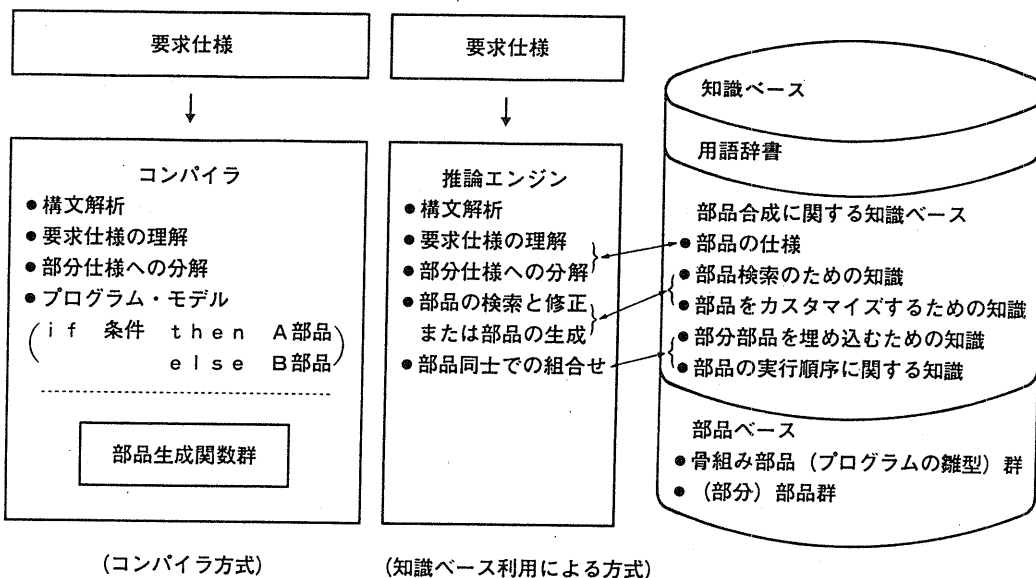 要求仕様
コンパイラ
●構文解析
●要求仕様の理解
●部分仕様への分解
●プログラム・モデル
(if 条件 then A部品
else B部品)
部品生成関数群
(コンパイラ方式)
要求仕様
推論エンジン
●構文解析
●要求仕様の理解
●部分仕様への分解
●部品の検索と修正
または部品の生成
●部品同士での組合せ
(知識ベース利用による方式)
知識ベース
用語辞書
部品合成に関する知識ベース
●部品の仕様
●部品検索のための知識
●部品をカスタマイズするための知識
●部分部品を埋め込むための知識
●部品の実行順序に関する知識
部品ベース
●骨組み部品(プログラムの雛型)群
●(部分)部品群